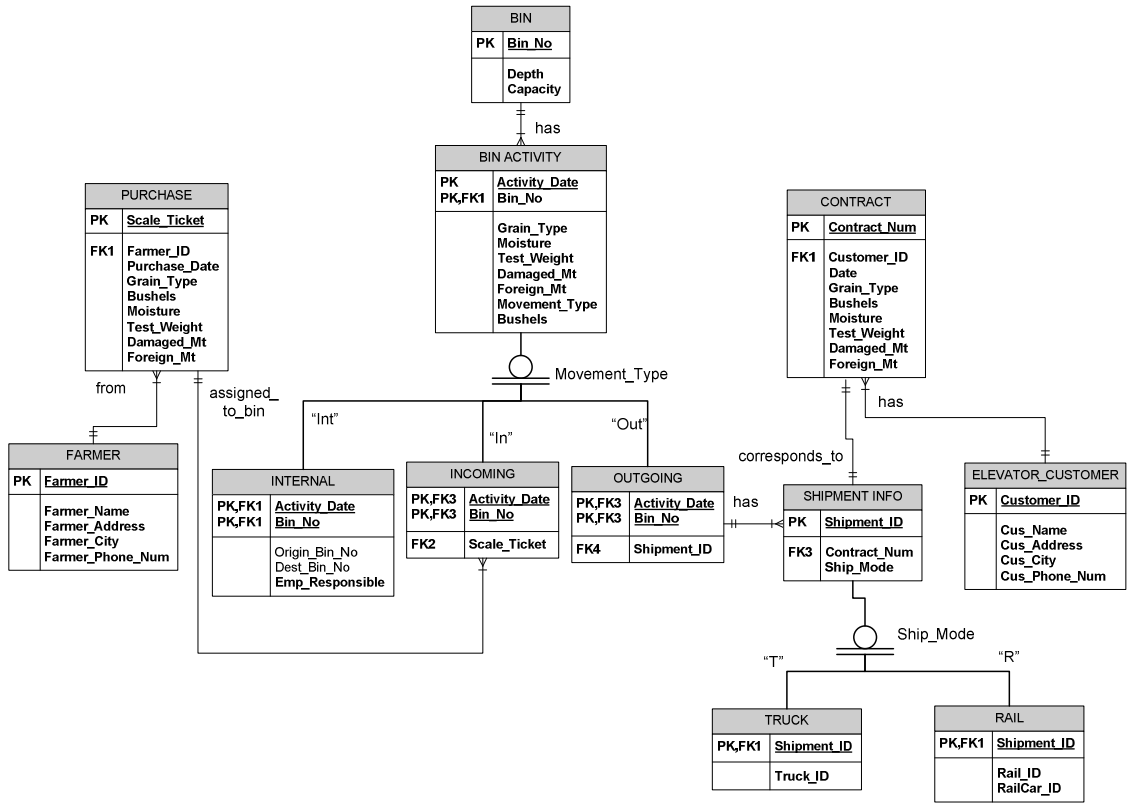 BIN
PK Bin_No
Depth
Capacity
has
BIN ACTIVITY
PK Activity_Date
PK,FK1 Bin_No
Grain_Type
Moisture
Test_Weight
Damaged_Mt
Foreign_Mt
Movement_Type
Bushels
PURCHASE
PK Scale_Ticket
FK1 Farmer_ID
Purchase_Date
Grain_Type
Bushels
Moisture
Test_Weight
Damaged_Mt
Foreign_Mt
CONTRACT
PK Contract_Num
FK1 Customer_ID
Date
Grain_Type
Bushels
Moisture
Test_Weight
Damaged_Mt
Foreign_Mt
from
assigned_
to_bin
Movement_Type
“Int”
“In”
“Out”
has
corresponds_to
FARMER
PK Farmer_ID
Farmer_Name
Farmer_Address
Farmer_City
Farmer_Phone_Num
INTERNAL
PK,FK1 Activity_Date
PK,FK1 Bin_No
Origin_Bin_No
Dest_Bin_No
Emp_Responsible
INCOMING
PK,FK3 Activity_Date
PK,FK3 Bin_No
FK2 Scale_Ticket
OUTGOING
PK,FK3 Activity_Date
PK,FK3 Bin_No
FK4 Shipment_ID
has
SHIPMENT INFO
PK Shipment_ID
FK3 Contract_Num
Ship_Mode
ELEVATOR_CUSTOMER
PK Customer_ID
Cus_Name
Cus_Address
Cus_City
Cus_Phone_Num
Ship_Mode
“T”
“R”
TRUCK
PK,FK1 Shipment_ID
Truck_ID
RAIL
PK,FK1 Shipment_ID
Rail_ID
RailCar_ID